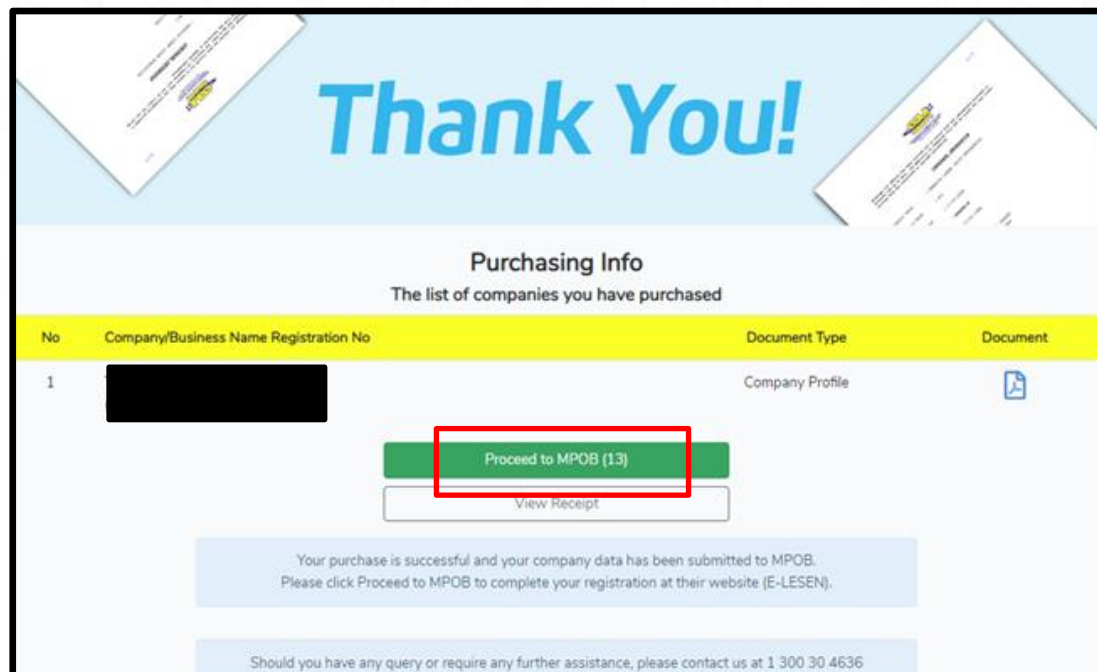 Thank You!
Purchasing Info
The list of companies you have purchased
No Company/Business Name Registration No Document Type Document
1 Company Profile
Proceed to MPOB (13)
View Receipt
Your purchase is successful and your company data has been submitted to MPOB.
Please click Proceed to MPOB to complete your registration at their website (E-LESEN).
Should you have any query or require any further assistance, please contact us at 1 300 30 4636